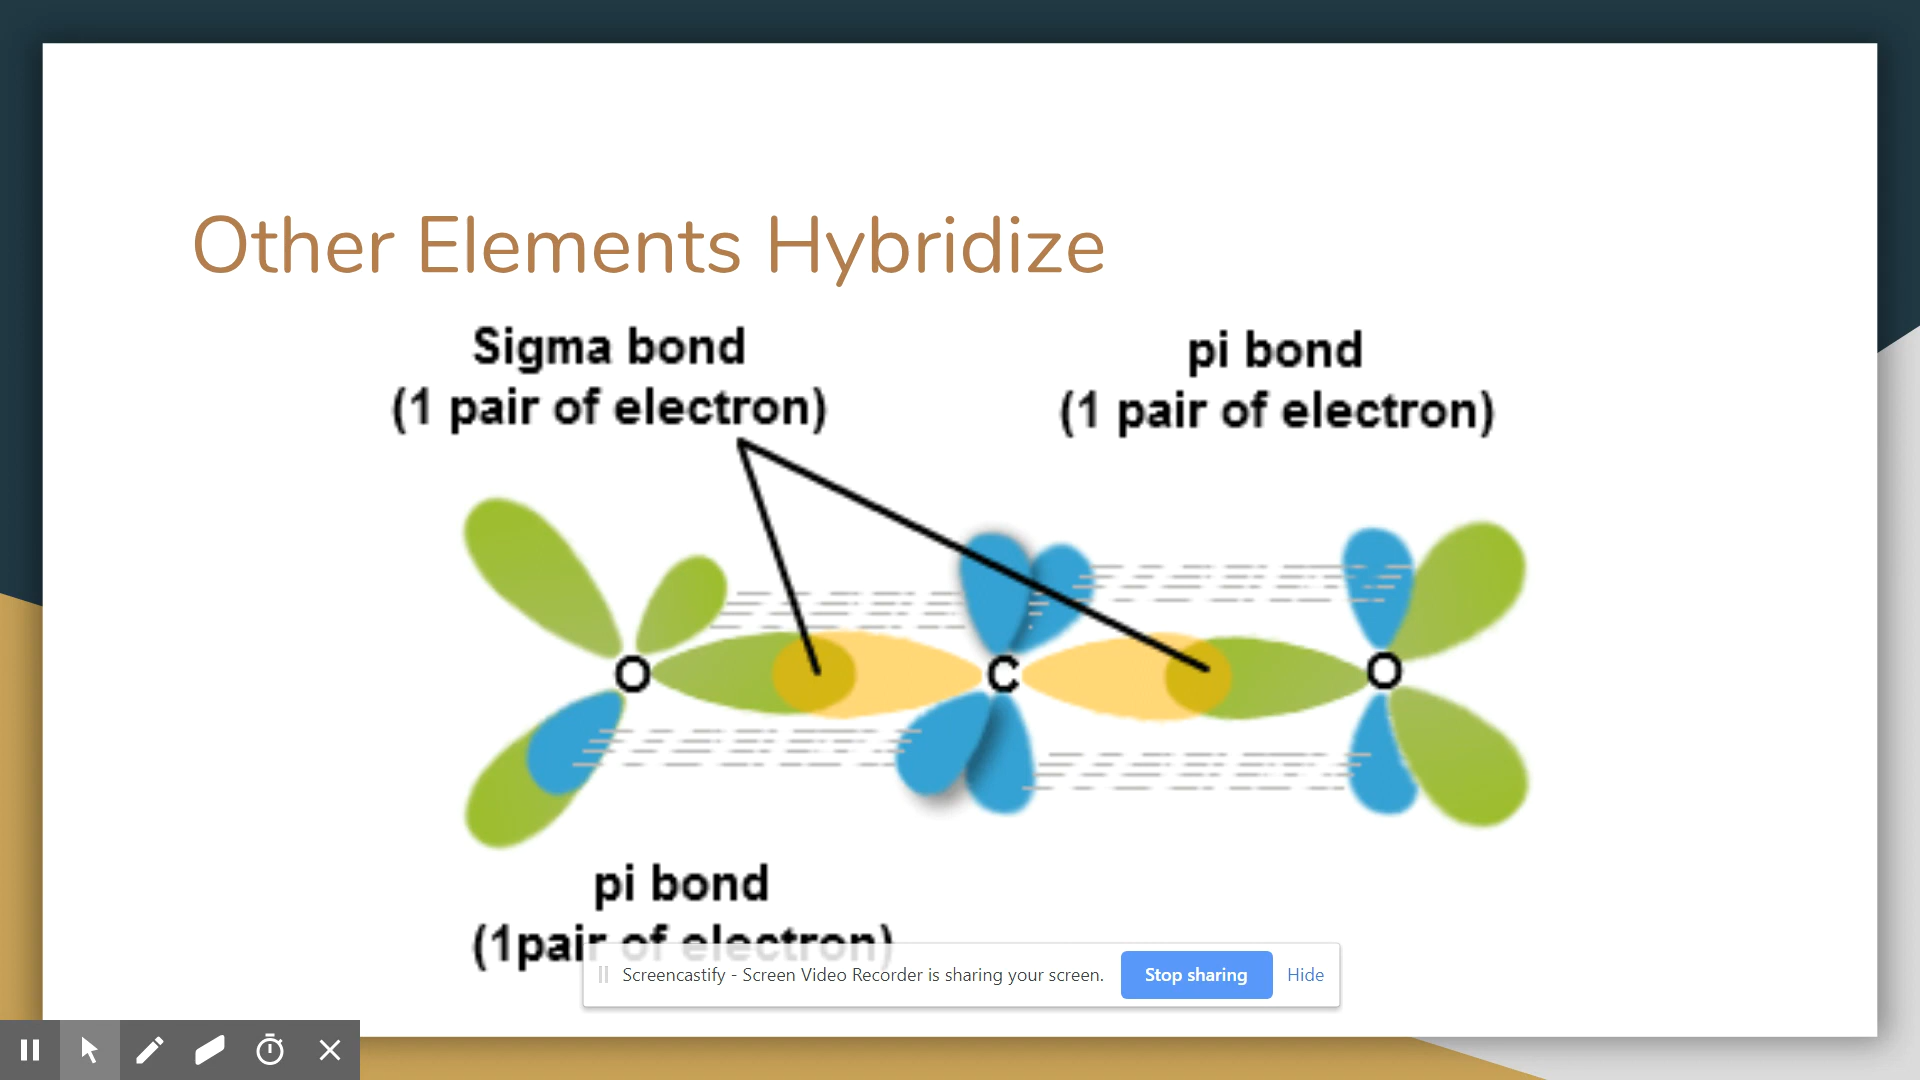 Other Elements Hybridize
Sigma bond
(1 pair of electron)
pi bond
(1 pair of electron)
O
C
O
pi bond
(1pair of electron)
Screencastify - Screen Video Recorder is sharing your screen.
Stop sharing
Hide